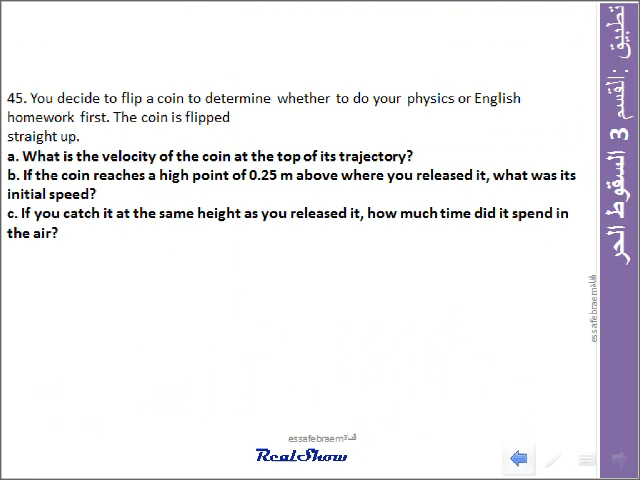 45. You decide to flip a coin to determine whether to do your physics or English
homework first. The coin is flipped
straight up.
a. What is the velocity of the coin at the top of its trajectory?
b. If the coin reaches a high point of 0.25 m above where you released it, what was its
initial speed?
c. If you catch it at the same height as you released it, how much time did it spend in
the air?
تطبيق :القسم 3 السقوط الحر
essafebraemقناة
essafebraemقناة
RealShow